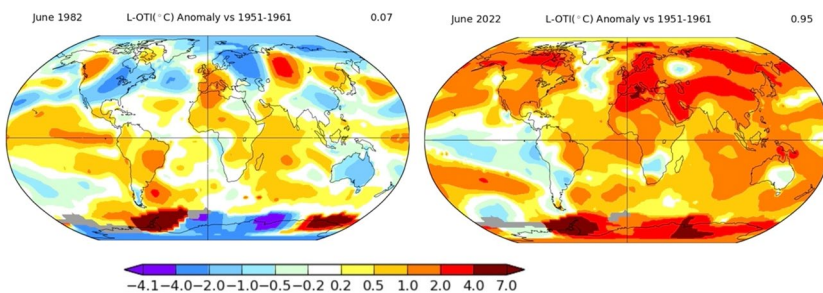 June 1982 L-OTI(°C) Anomaly vs 1951-1961 0.07
June 2022 L-OTI(°C) Anomaly vs 1951-1961 0.95
−4.1 −4.0 −2.0 −1.0 −0.5 −0.2 0.2 0.5 1.0 2.0 4.0 7.0